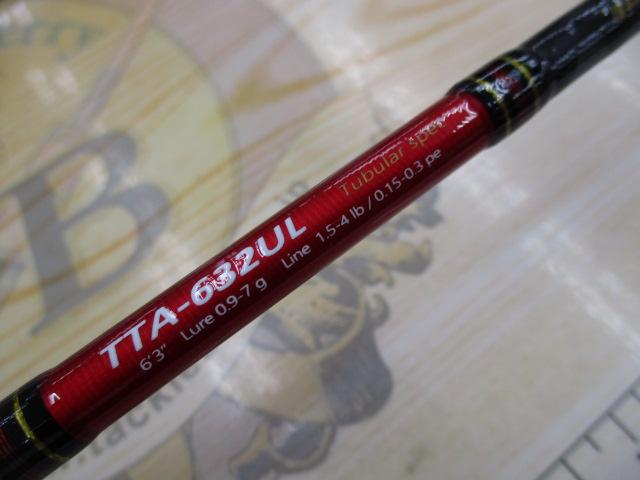 TTA-632UL Tubular spec
6'3" Lure 0.9-7 g Line 1.5-4 lb / 0.15-0.3 pe
B